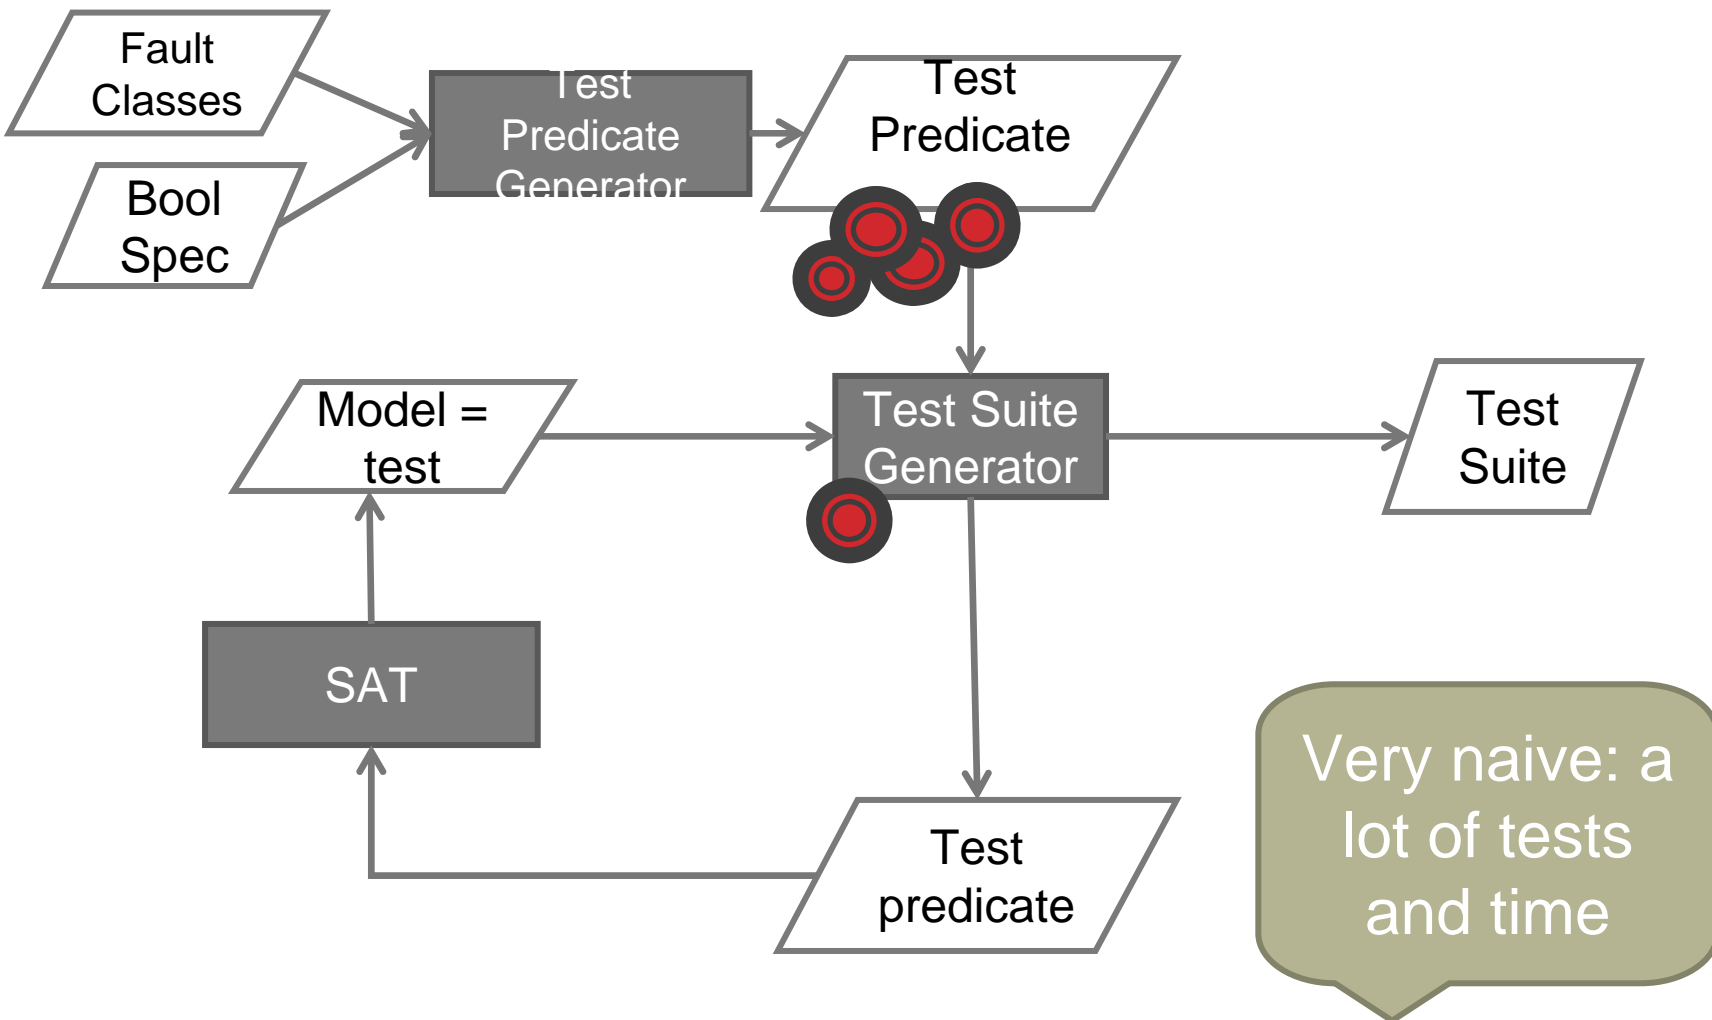 Fault
Classes
Test
Predicate
Generator
Test
Predicate
Bool
Spec
Model =
test
Test Suite
Generator
Test
Suite
SAT
Very naive: a
lot of tests
and time
Test
predicate